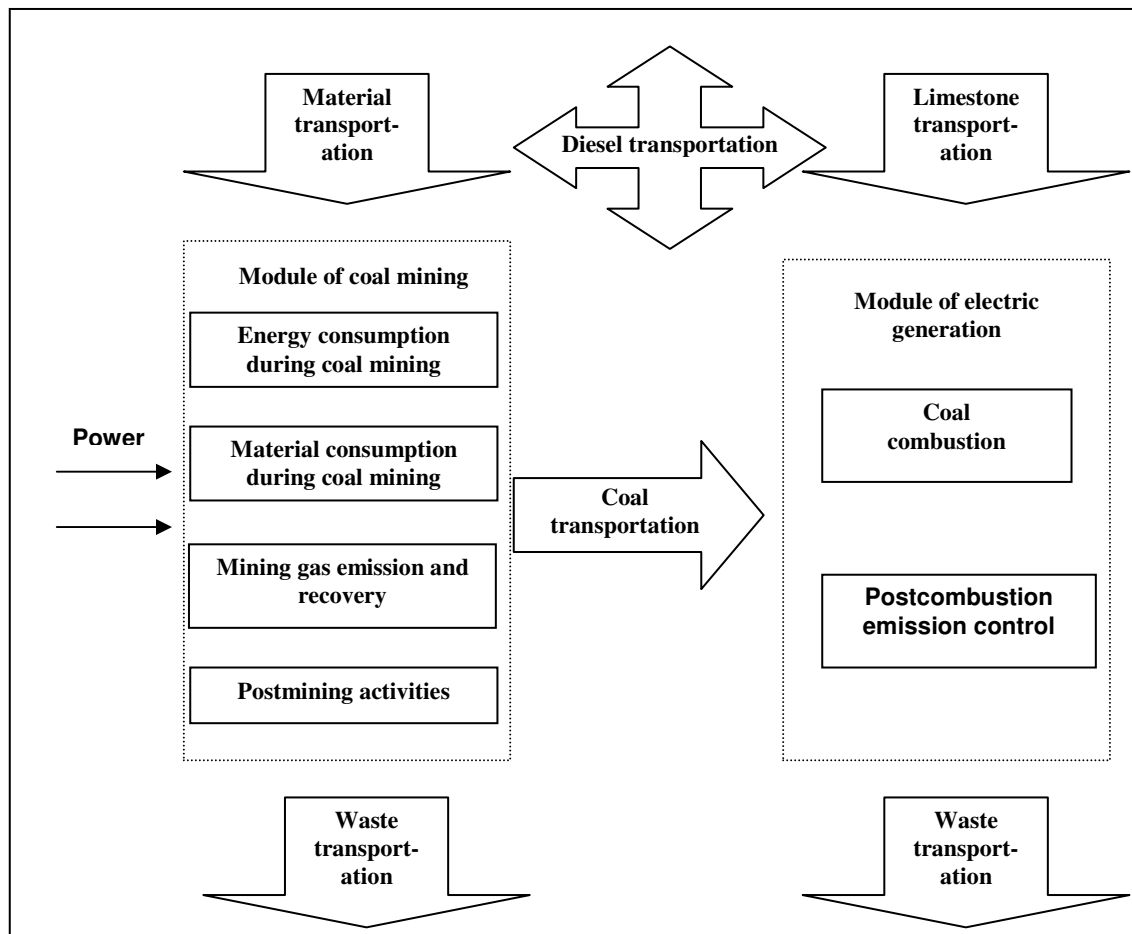 Material
transport-
ation
Diesel transportation
Limestone
transport-
ation
Module of coal mining
Energy consumption
during coal mining
Power
Material consumption
during coal mining
Mining gas emission and
recovery
Postmining activities
Coal
transportation
Module of electric
generation
Coal
combustion
Postcombustion
emission control
Waste
transport-
ation
Waste
transport-
ation